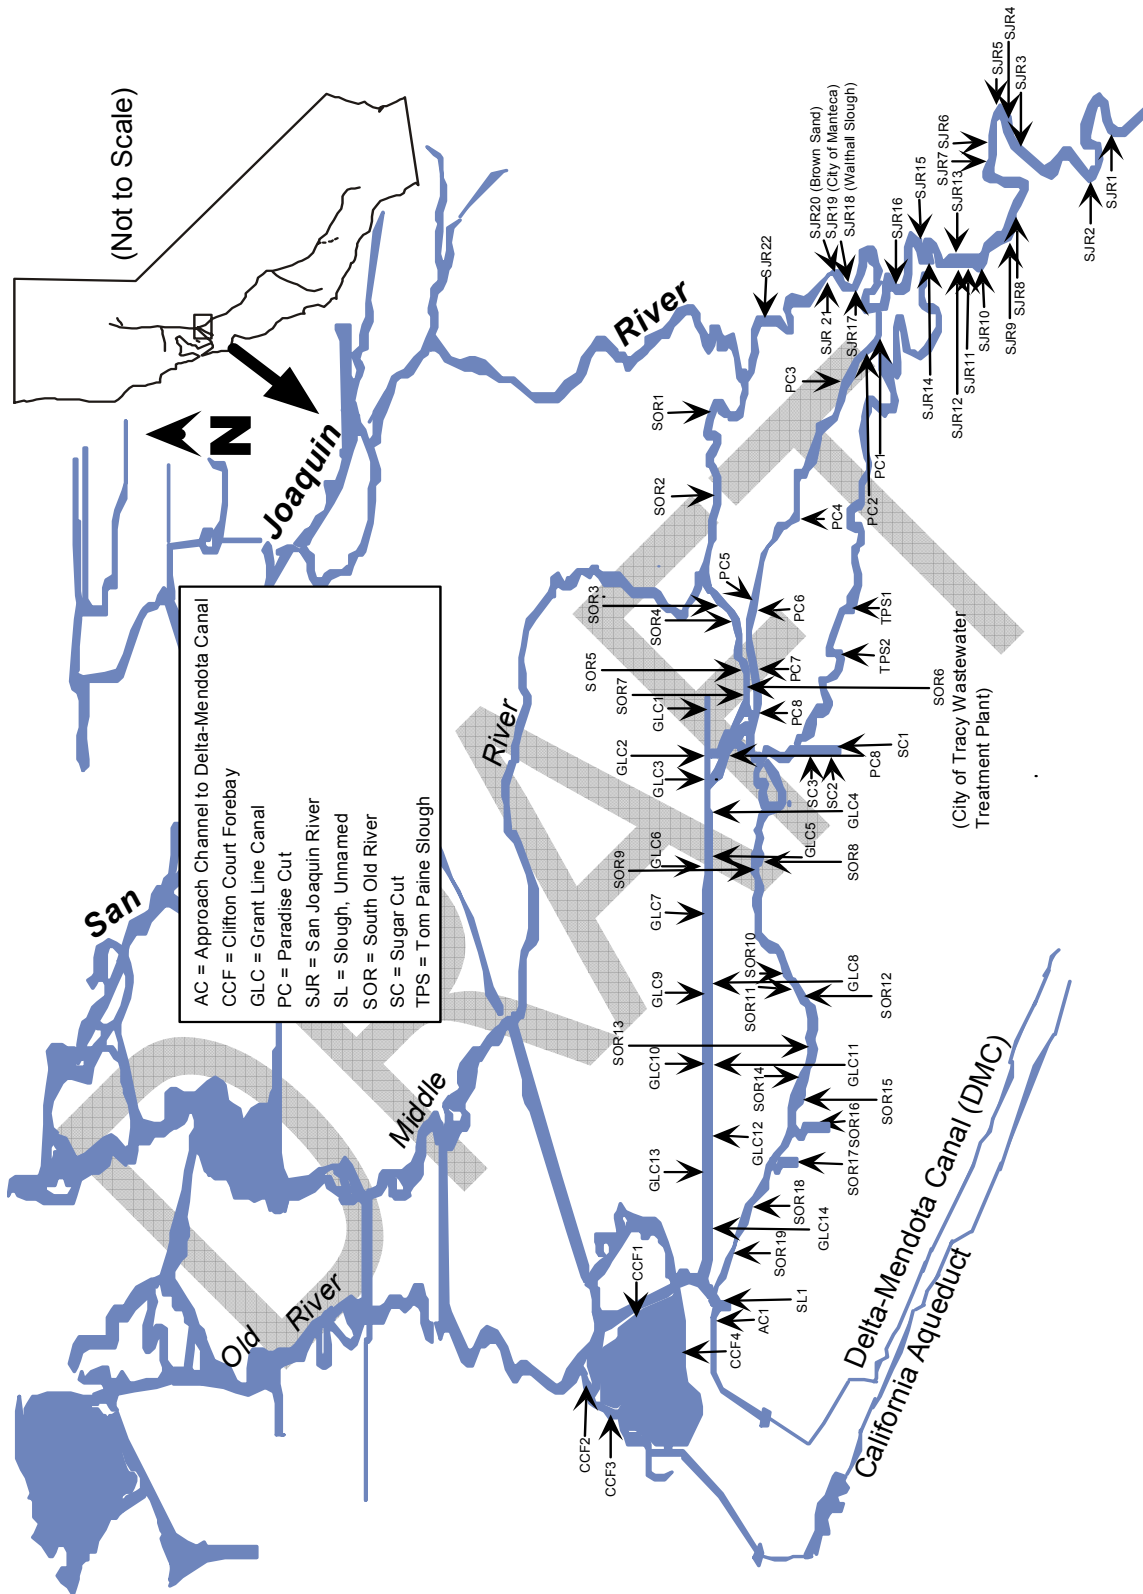 (Not to Scale)
N
San
Joaquin
River
Middle
River
Old
River
AC = Approach Channel to Delta-Mendota Canal
CCF = Clifton Court Forebay
GLC = Grant Line Canal
PC = Paradise Cut
SJR = San Joaquin River
SL = Slough, Unnamed
SOR = South Old River
SC = Sugar Cut
TPS = Tom Paine Slough
DRAFT
SJR5
SJR4
SJR3
SJR6
SJR7
SJR13
SJR15
SJR16
SJR20 (Brown Sand)
SJR19 (City of Manteca)
SJR18 (Walthall Slough)
SJR22
SJR 21
SJR17
SJR14
SJR12
SJR11
SJR10
SJR9
SJR8
SJR2
SJR1
SOR1
SOR2
SOR3
SOR4
SOR5
SOR7
SOR6
(City of Tracy Wastewater
Treatment Plant)
PC3
PC4
PC5
PC6
PC7
PC8
PC2
PC1
PC8
TPS1
TPS2
SC1
SC3
SC2
GLC1
GLC2
GLC3
GLC4
GLC5
GLC6
GLC7
GLC8
GLC9
GLC10
GLC11
GLC12
GLC13
GLC14
SOR8
SOR9
SOR10
SOR11
SOR12
SOR13
SOR14
SOR15
SOR16
SOR17
SOR18
SOR19
SL1
AC1
CCF1
CCF4
CCF2
CCF3
Delta-Mendota Canal (DMC)
California Aqueduct